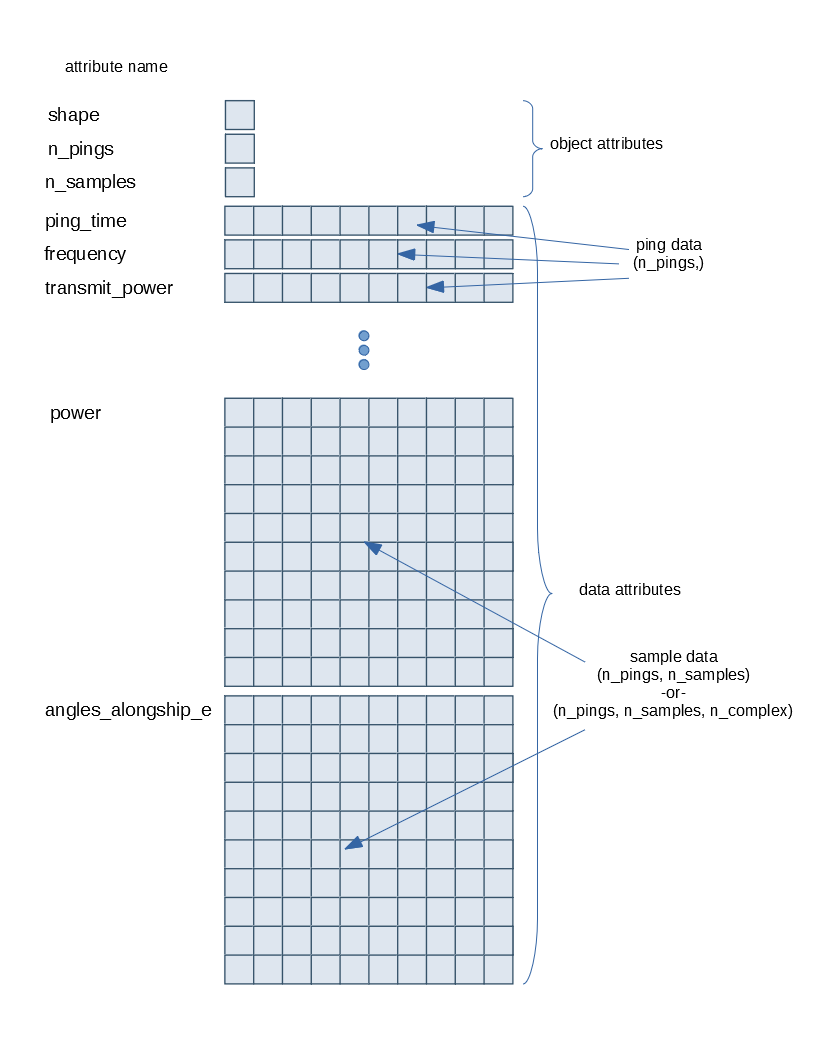 attribute name
shape
n_pings
n_samples
object attributes
ping_time
frequency
transmit_power
ping data
(n_pings,)
power
data attributes
sample data
(n_pings, n_samples)
-or-
(n_pings, n_samples, n_complex)
angles_alongship_e